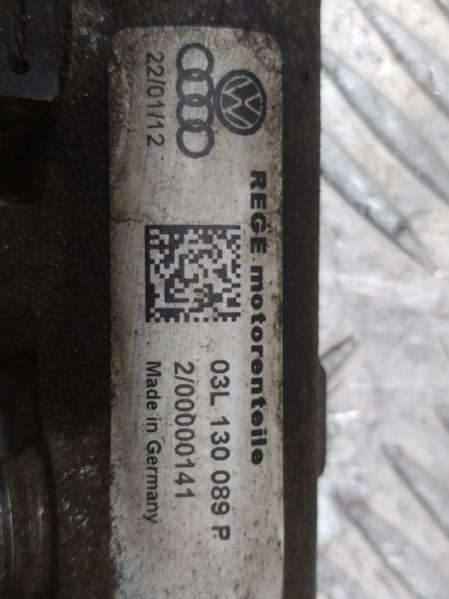 REGE motorenteile
22/01/12
03L 130 089 P
2/00000141
Made in Germany